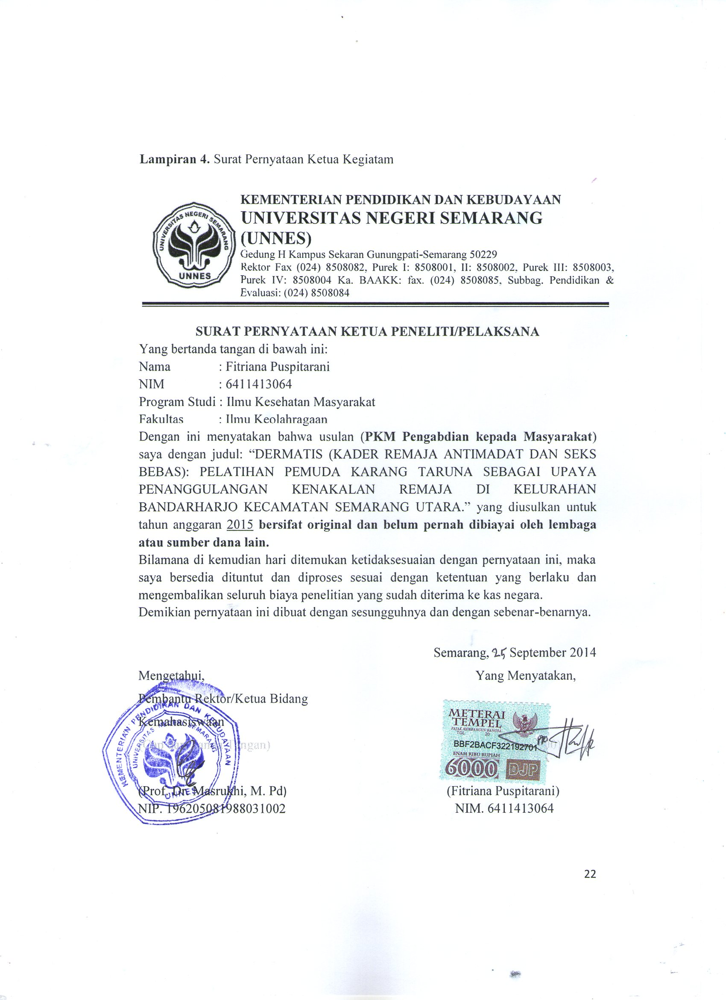 Lampiran 4. Surat Pernyataan Ketua Kegiatam
UNIVERSITAS NEGERI SEMARANG
UNNES
KEMENTERIAN PENDIDIKAN DAN KEBUDAYAAN
UNIVERSITAS NEGERI SEMARANG
(UNNES)
Gedung H Kampus Sekaran Gunungpati-Semarang 50229
Rektor Fax (024) 8508082, Purek I: 8508001, II: 8508002, Purek III: 8508003,
Purek IV: 8508004 Ka. BAAKK: fax. (024) 8508085, Subbag. Pendidikan &
Evaluasi: (024) 8508084
SURAT PERNYATAAN KETUA PENELITI/PELAKSANA
Yang bertanda tangan di bawah ini:
Nama : Fitriana Puspitarani
NIM : 6411413064
Program Studi : Ilmu Kesehatan Masyarakat
Fakultas : Ilmu Keolahragaan
Dengan ini menyatakan bahwa usulan (PKM Pengabdian kepada Masyarakat)
saya dengan judul: “DERMATIS (KADER REMAJA ANTIMADAT DAN SEKS
BEBAS): PELATIHAN PEMUDA KARANG TARUNA SEBAGAI UPAYA
PENANGGULANGAN KENAKALAN REMAJA DI KELURAHAN
BANDARHARJO KECAMATAN SEMARANG UTARA.” yang diusulkan untuk
tahun anggaran 2015 bersifat original dan belum pernah dibiayai oleh lembaga
atau sumber dana lain.
Bilamana di kemudian hari ditemukan ketidaksesuaian dengan pernyataan ini, maka
saya bersedia dituntut dan diproses sesuai dengan ketentuan yang berlaku dan
mengembalikan seluruh biaya penelitian yang sudah diterima ke kas negara.
Demikian pernyataan ini dibuat dengan sesungguhnya dan dengan sebenar-benarnya.
Semarang, 25 September 2014
Mengetahui,
Yang Menyatakan,
Pembantu Rektor/Ketua Bidang
Kemahasiswaan
KEMENTERIAN PENDIDIKAN DAN KEBUDAYAAN
UNIVERSITAS NEGERI SEMARANG
UNNES
METERAI
TEMPEL
PAJAK MEMBANGUN BANGSA
TGL 20
BBF2BACF322192701
ENAM RIBU RUPIAH
6000 DJP
(Prof. Dr. Masrukhi, M. Pd)
(Fitriana Puspitarani)
NIP. 196205081988031002
NIM. 6411413064
22